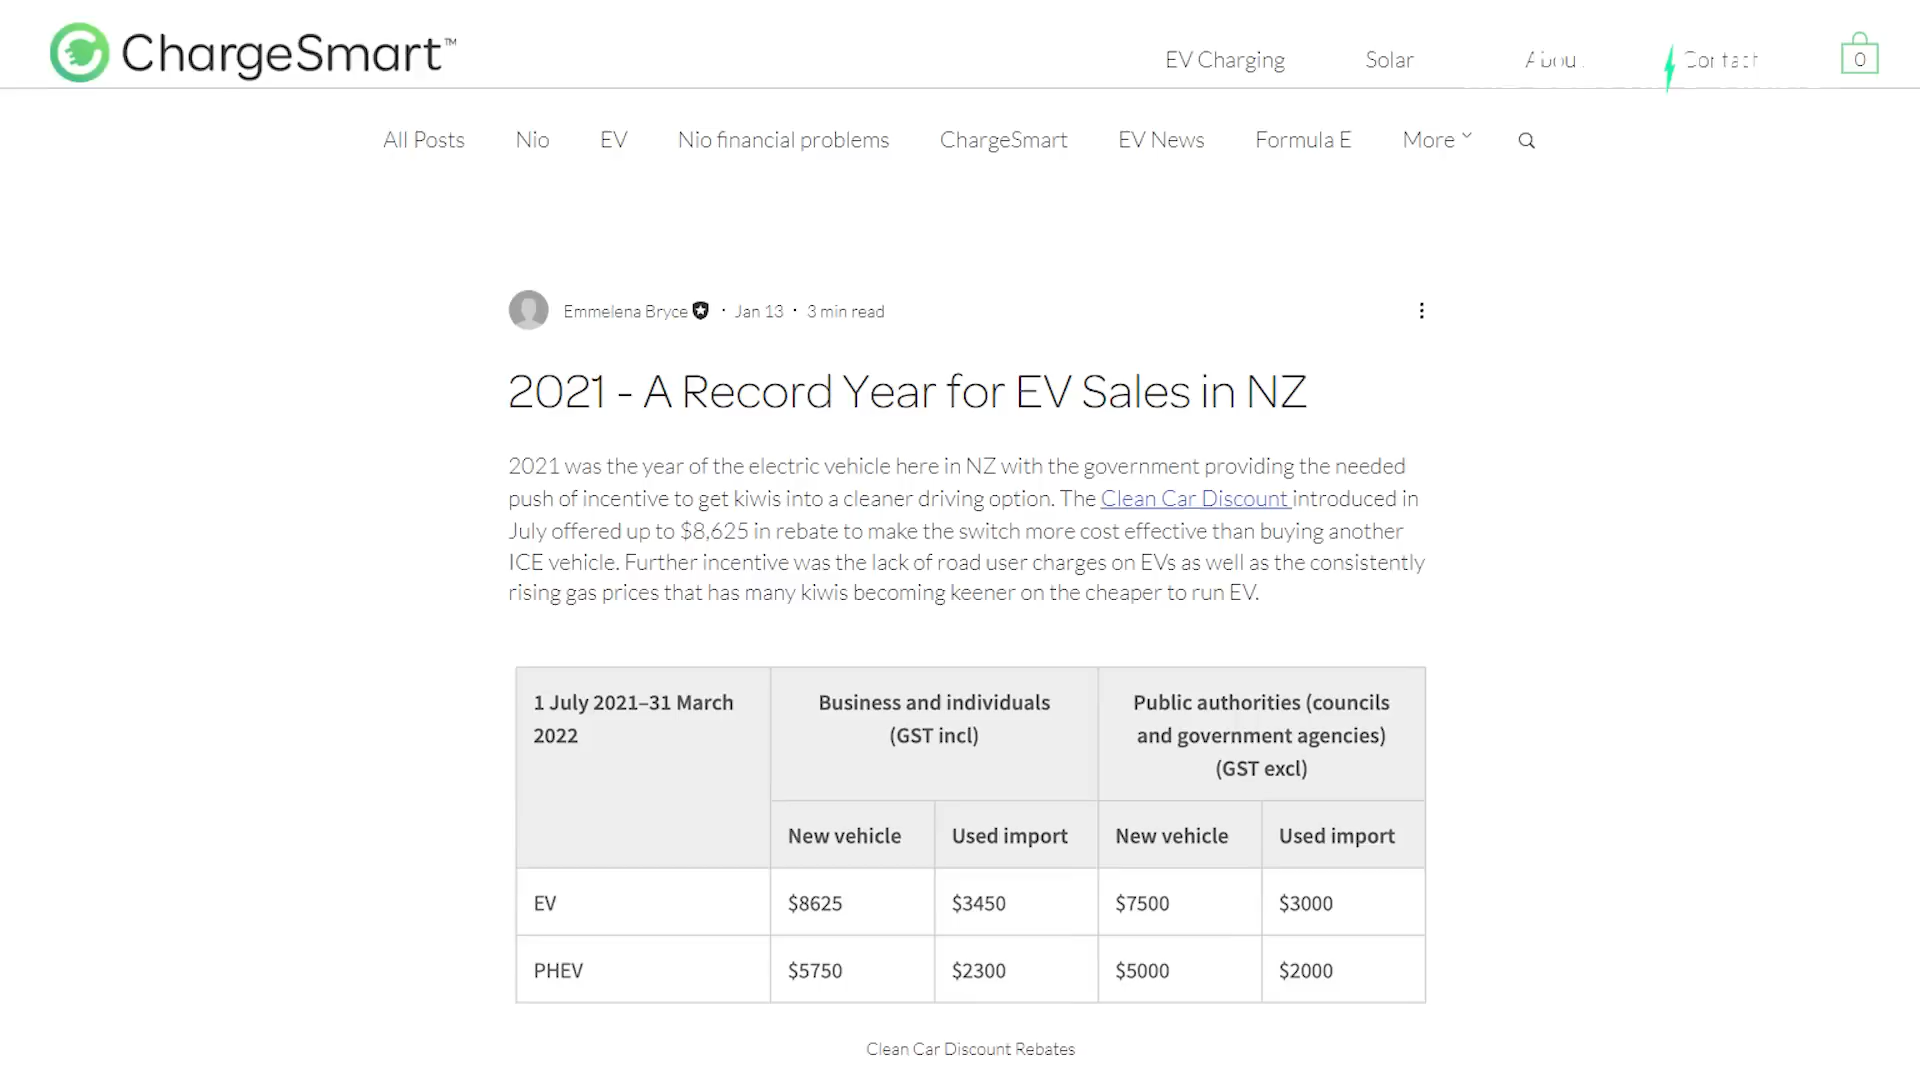 ChargeSmart™
EV Charging Solar About Contact 0
All Posts Nio EV Nio financial problems ChargeSmart EV News Formula E More
Emmelena Bryce · Jan 13 · 3 min read
2021 - A Record Year for EV Sales in NZ
2021 was the year of the electric vehicle here in NZ with the government providing the needed
push of incentive to get kiwis into a cleaner driving option. The Clean Car Discount introduced in
July offered up to $8,625 in rebate to make the switch more cost effective than buying another
ICE vehicle. Further incentive was the lack of road user charges on EVs as well as the consistently
rising gas prices that has many kiwis becoming keener on the cheaper to run EV.
1 July 2021–31 March
2022
Business and individuals
(GST incl)
Public authorities (councils
and government agencies)
(GST excl)
New vehicle Used import New vehicle Used import
EV $8625 $3450 $7500 $3000
PHEV $5750 $2300 $5000 $2000
Clean Car Discount Rebates